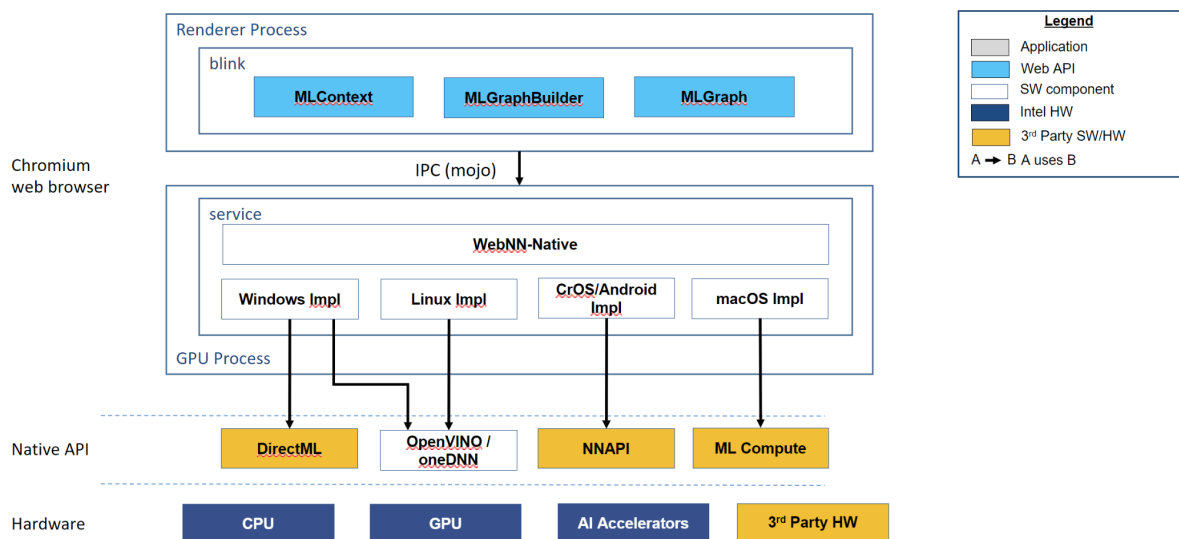 Renderer Process
blink
MLContext
MLGraphBuilder
MLGraph
Legend
Application
Web API
SW component
Intel HW
3rd Party SW/HW
A → B A uses B
Chromium
web browser
IPC (mojo)
service
WebNN-Native
Windows Impl
Linux Impl
CrOS/Android
Impl
macOS Impl
GPU Process
Native API
DirectML
OpenVINO /
oneDNN
NNAPI
ML Compute
Hardware
CPU
GPU
AI Accelerators
3rd Party HW